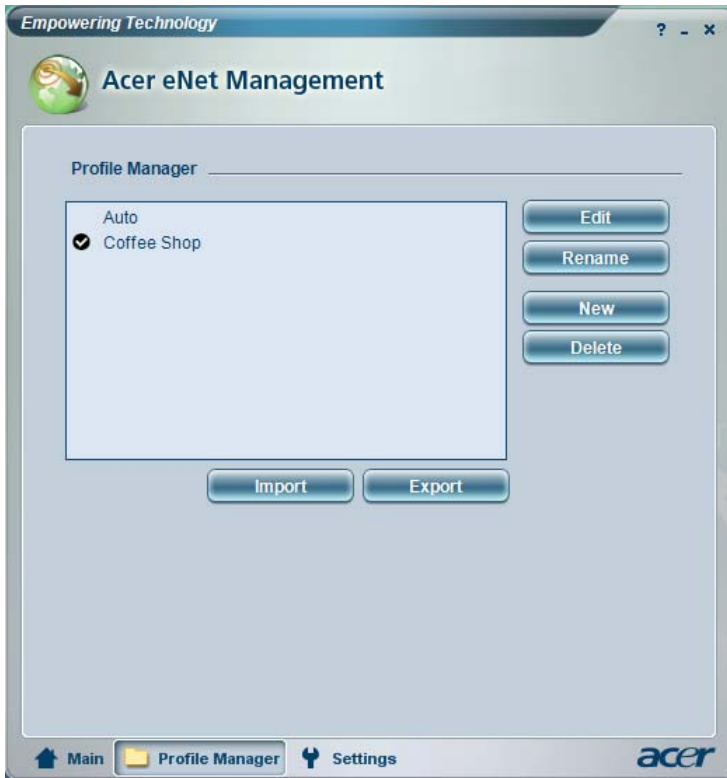 Empowering Technology
? - ×
Acer eNet Management
Profile Manager
Auto
Coffee Shop
Edit
Rename
New
Delete
Import
Export
Main
Profile Manager
Settings
acer